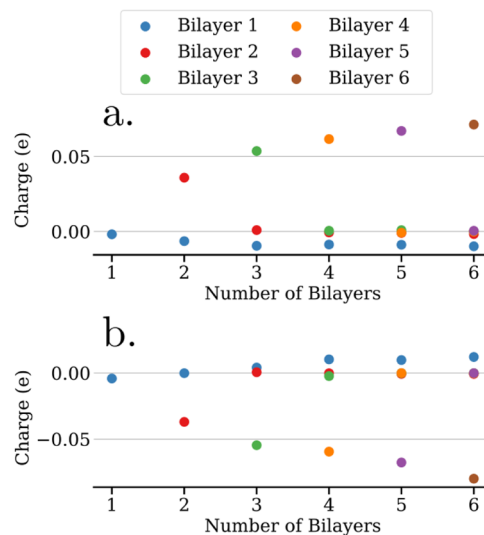 Bilayer 1 Bilayer 4
Bilayer 2 Bilayer 5
Bilayer 3 Bilayer 6
a.
Charge (e)
0.05
0.00
1 2 3 4 5 6
Number of Bilayers
b.
Charge (e)
0.00
−0.05
1 2 3 4 5 6
Number of Bilayers